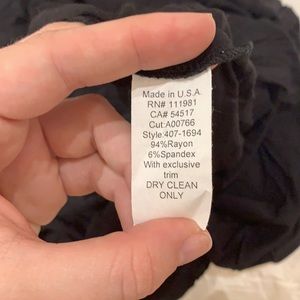 Made in U.S.A.
RN# 111981
CA# 54517
Cut:A00766
Style:407-1694
94%Rayon
6%Spandex
With exclusive
trim
DRY CLEAN
ONLY